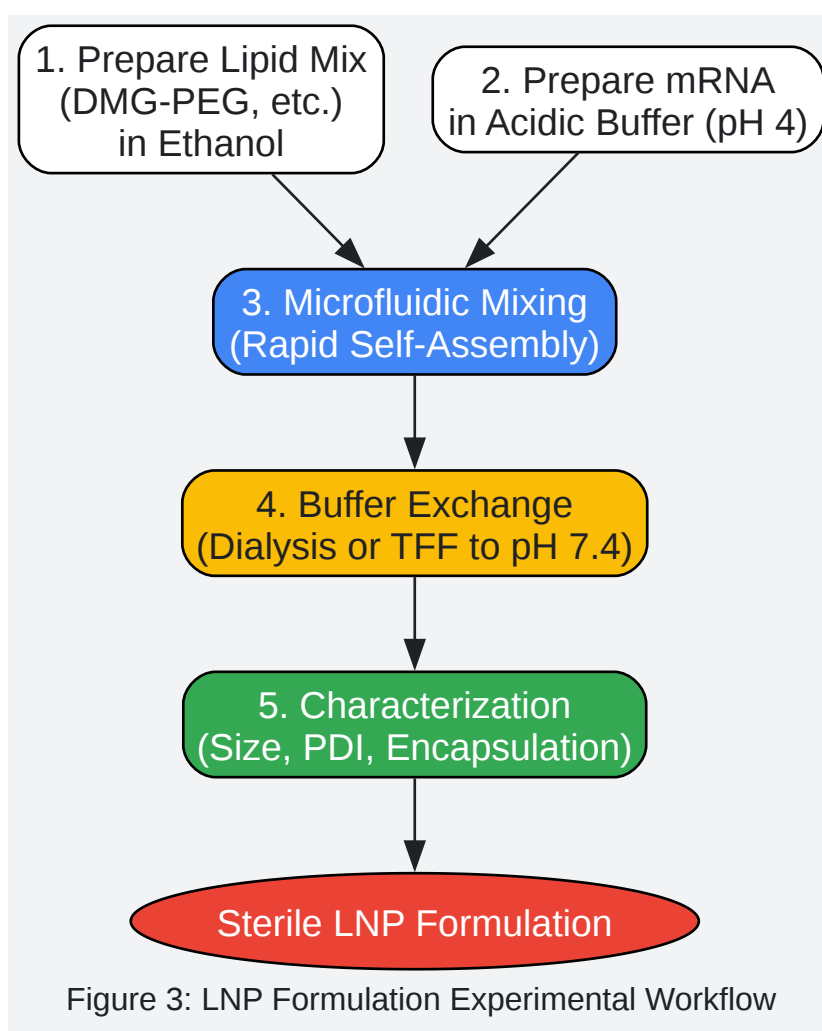 1. Prepare Lipid Mix
(DMG-PEG, etc.)
in Ethanol
2. Prepare mRNA
in Acidic Buffer (pH 4)
3. Microfluidic Mixing
(Rapid Self-Assembly)
4. Buffer Exchange
(Dialysis or TFF to pH 7.4)
5. Characterization
(Size, PDI, Encapsulation)
Sterile LNP Formulation
Figure 3: LNP Formulation Experimental Workflow